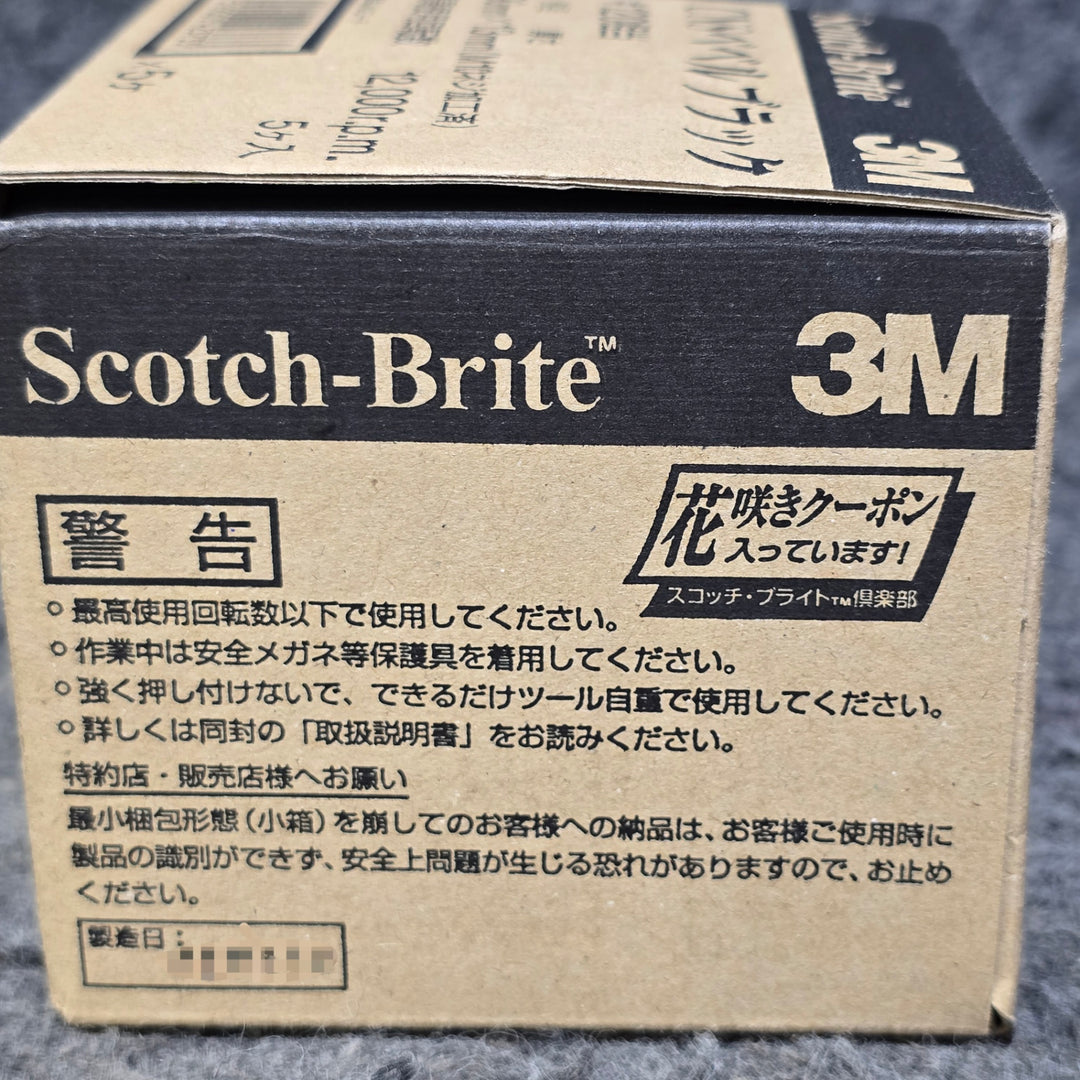 Scotch-Brite 3M
ブラック
12,000r.p.m.
5ヶ入
Scotch-Brite™ 3M
花咲きクーポン
入っています!
スコッチ・ブライト™倶楽部
警告
○最高使用回転数以下で使用してください。
○作業中は安全メガネ等保護具を着用してください。
○強く押し付けないで、できるだけツール自重で使用してください。
○詳しくは同封の「取扱説明書」をお読みください。
特約店・販売店様へお願い
最小梱包形態(小箱)を崩してのお客様への納品は、お客様ご使用時に
製品の識別ができず、安全上問題が生じる恐れがありますので、お止め
ください。
製造日: